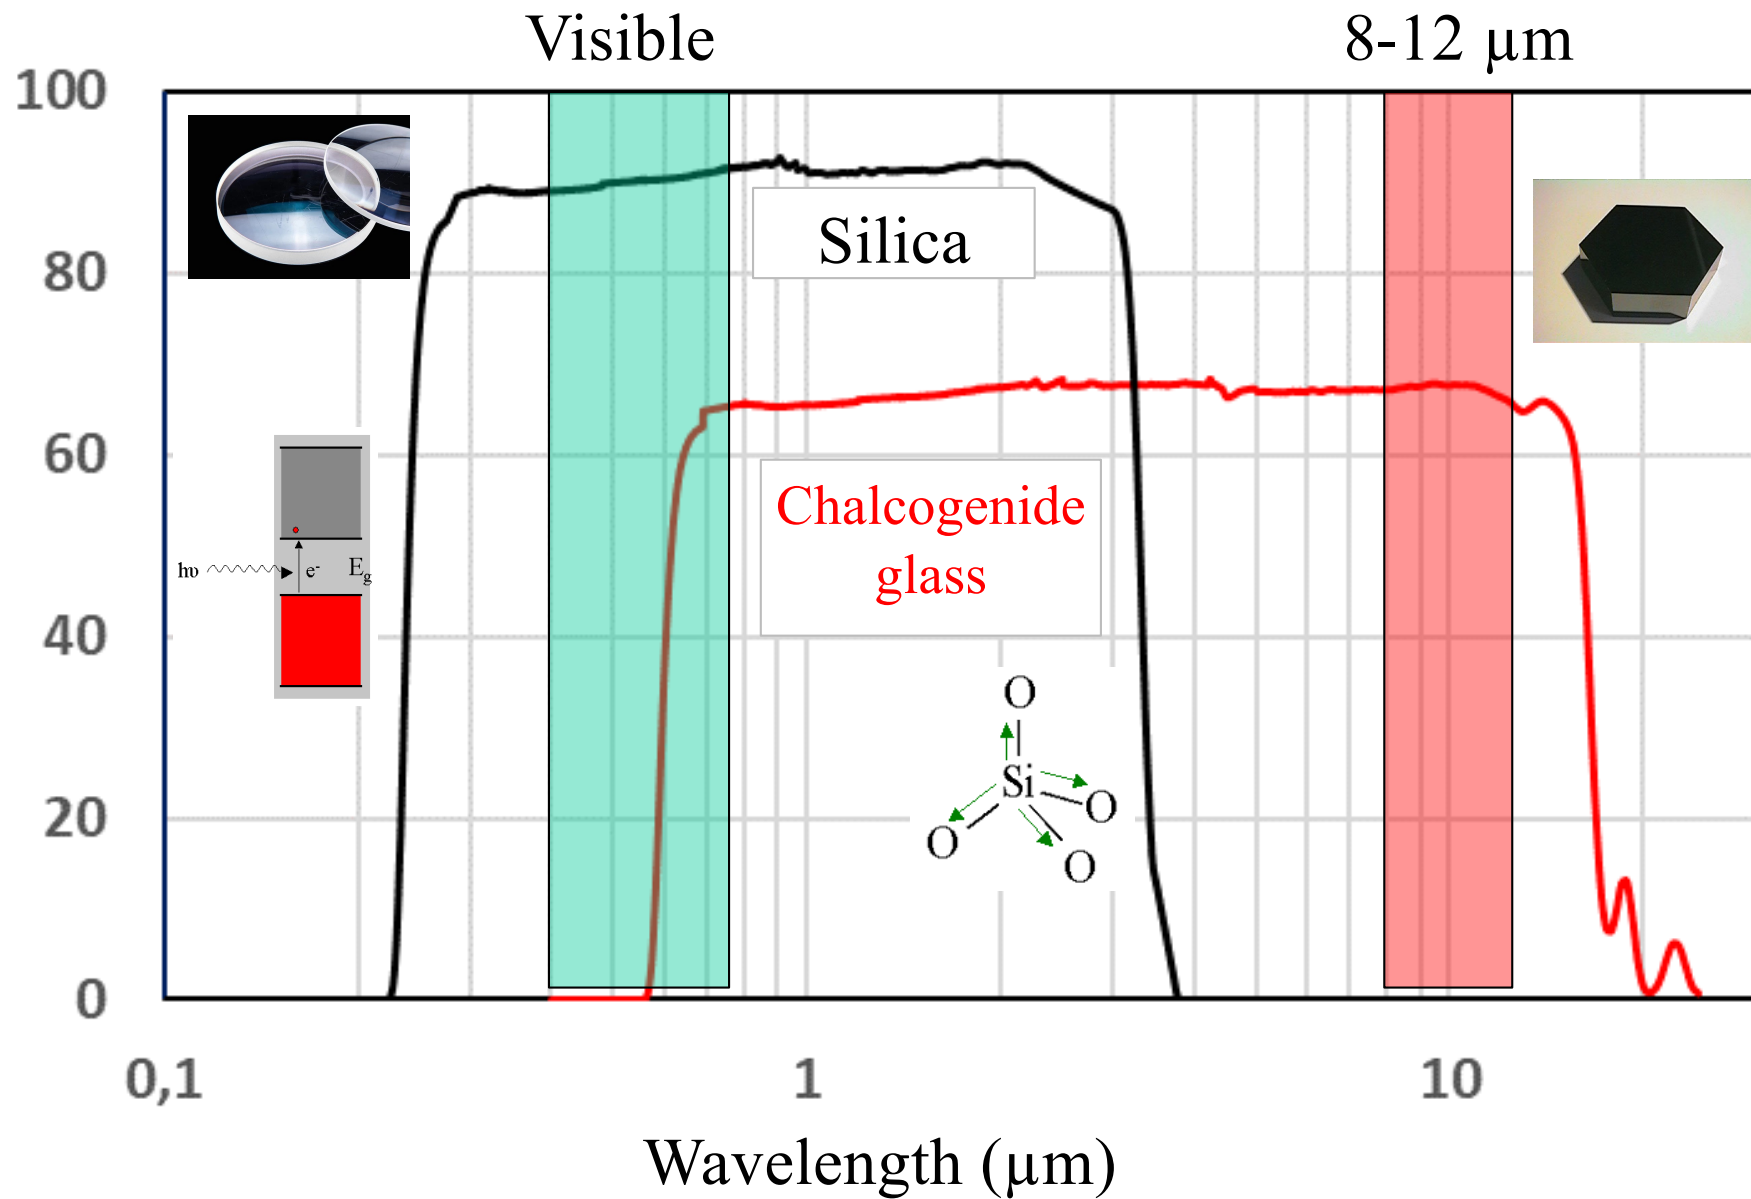 Visible
8-12 µm
100
80
60
40
20
0
Silica
Chalcogenide
glass
hυ
e-
Eg
O
Si
O
O
O
0,1
1
10
Wavelength (µm)